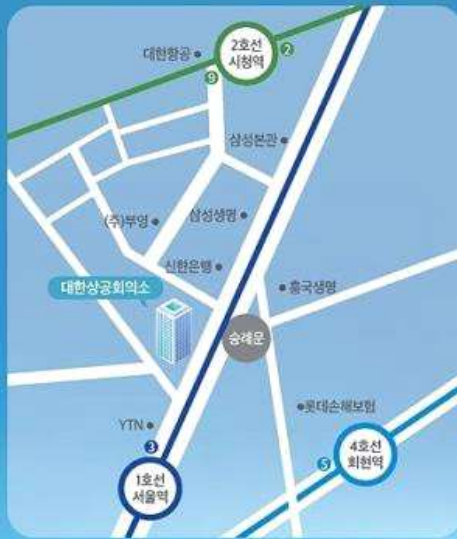 2호선
시청역
2
대한항공
9
삼성본관
(주)부영
삼성생명
신한은행
대한상공회의소
흥국생명
숭례문
롯데손해보험
YTN
3
4호선
회현역
5
1호선
서울역